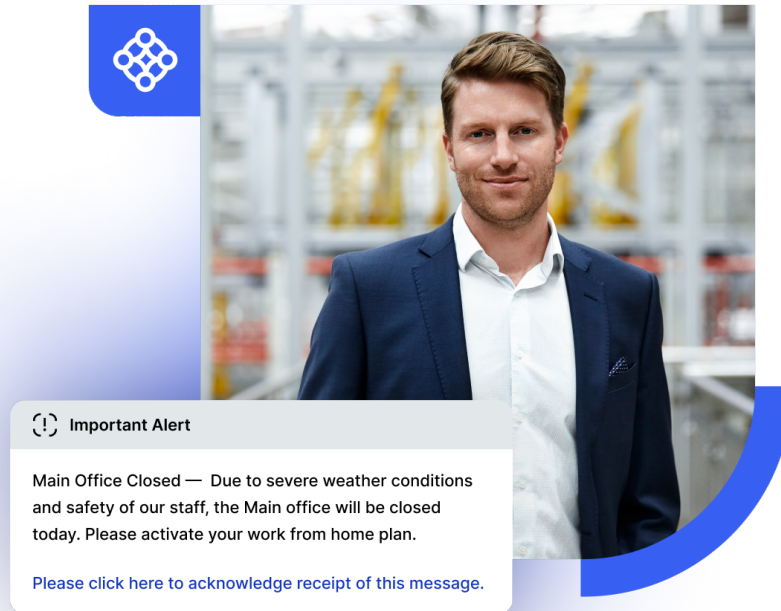 Important Alert
Main Office Closed — Due to severe weather conditions
and safety of our staff, the Main office will be closed
today. Please activate your work from home plan.
Please click here to acknowledge receipt of this message.